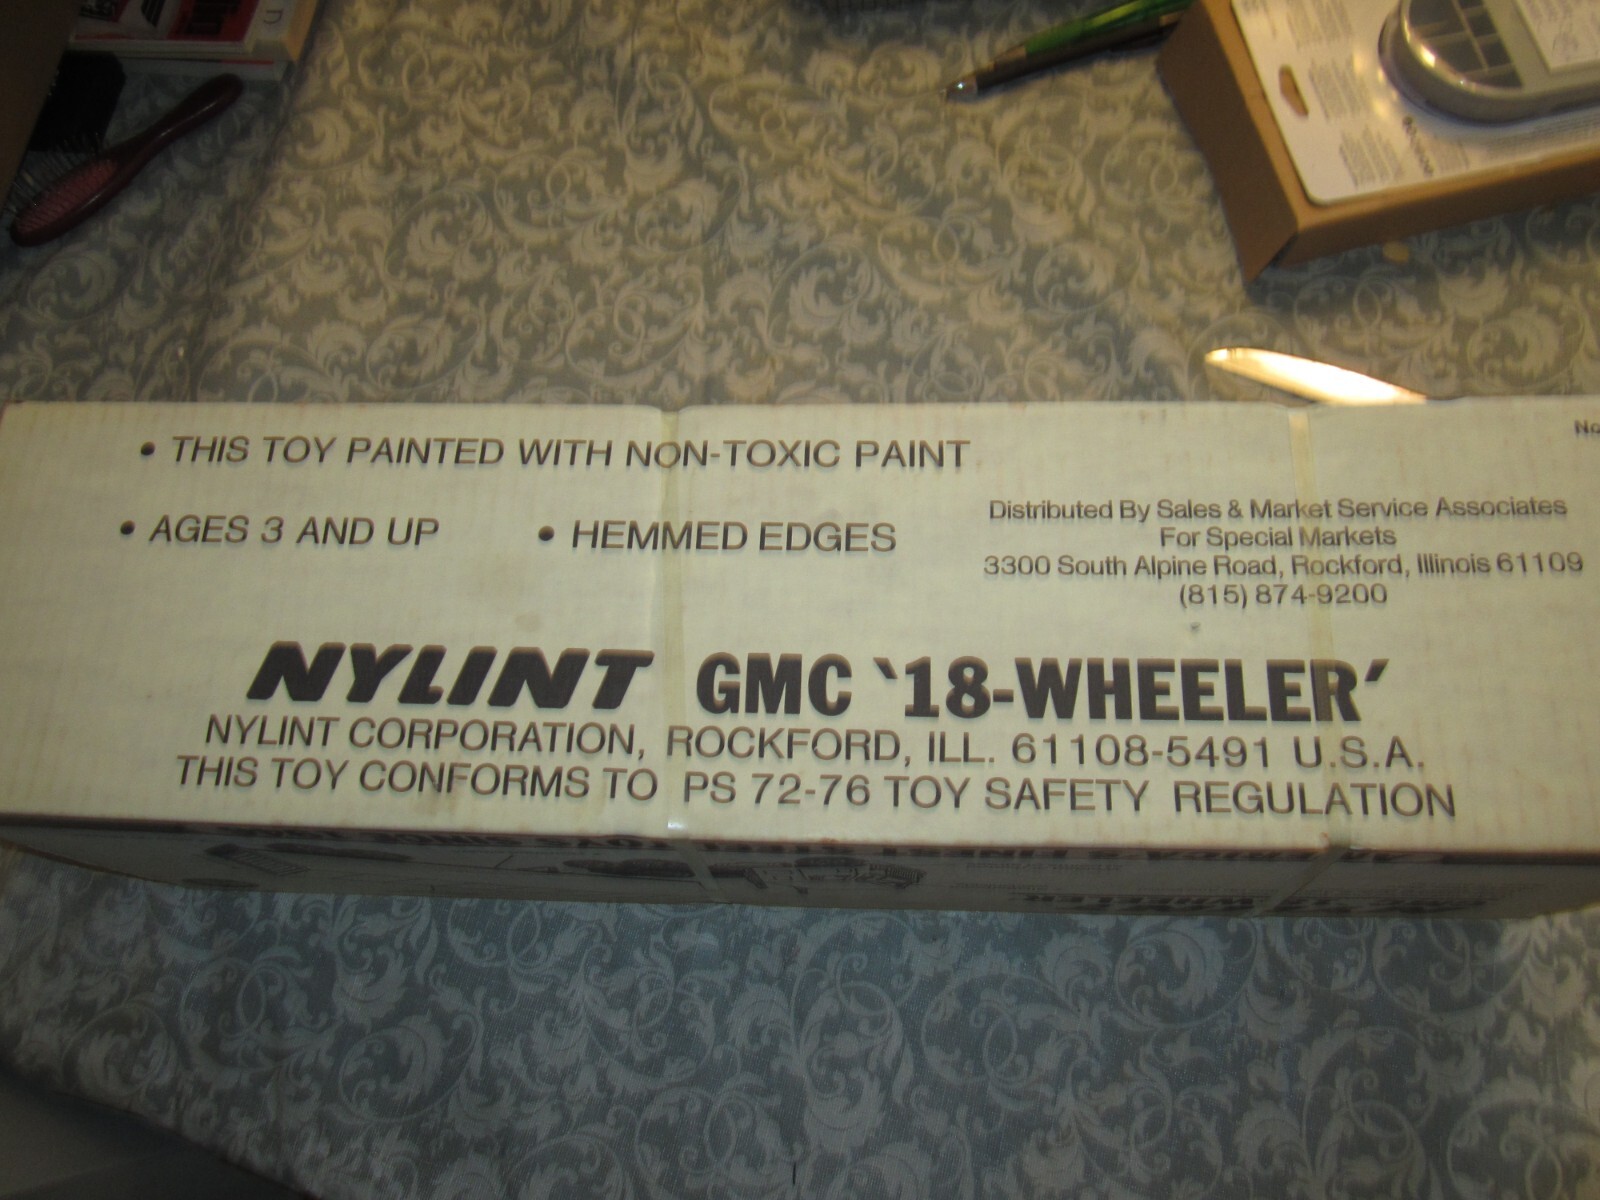 • THIS TOY PAINTED WITH NON-TOXIC PAINT
• AGES 3 AND UP • HEMMED EDGES
Distributed By Sales & Market Service Associates
For Special Markets
3300 South Alpine Road, Rockford, Illinois 61109
(815) 874-9200
NYLINT GMC '18-WHEELER'
NYLINT CORPORATION, ROCKFORD, ILL. 61108-5491 U.S.A.
THIS TOY CONFORMS TO PS 72-76 TOY SAFETY REGULATION